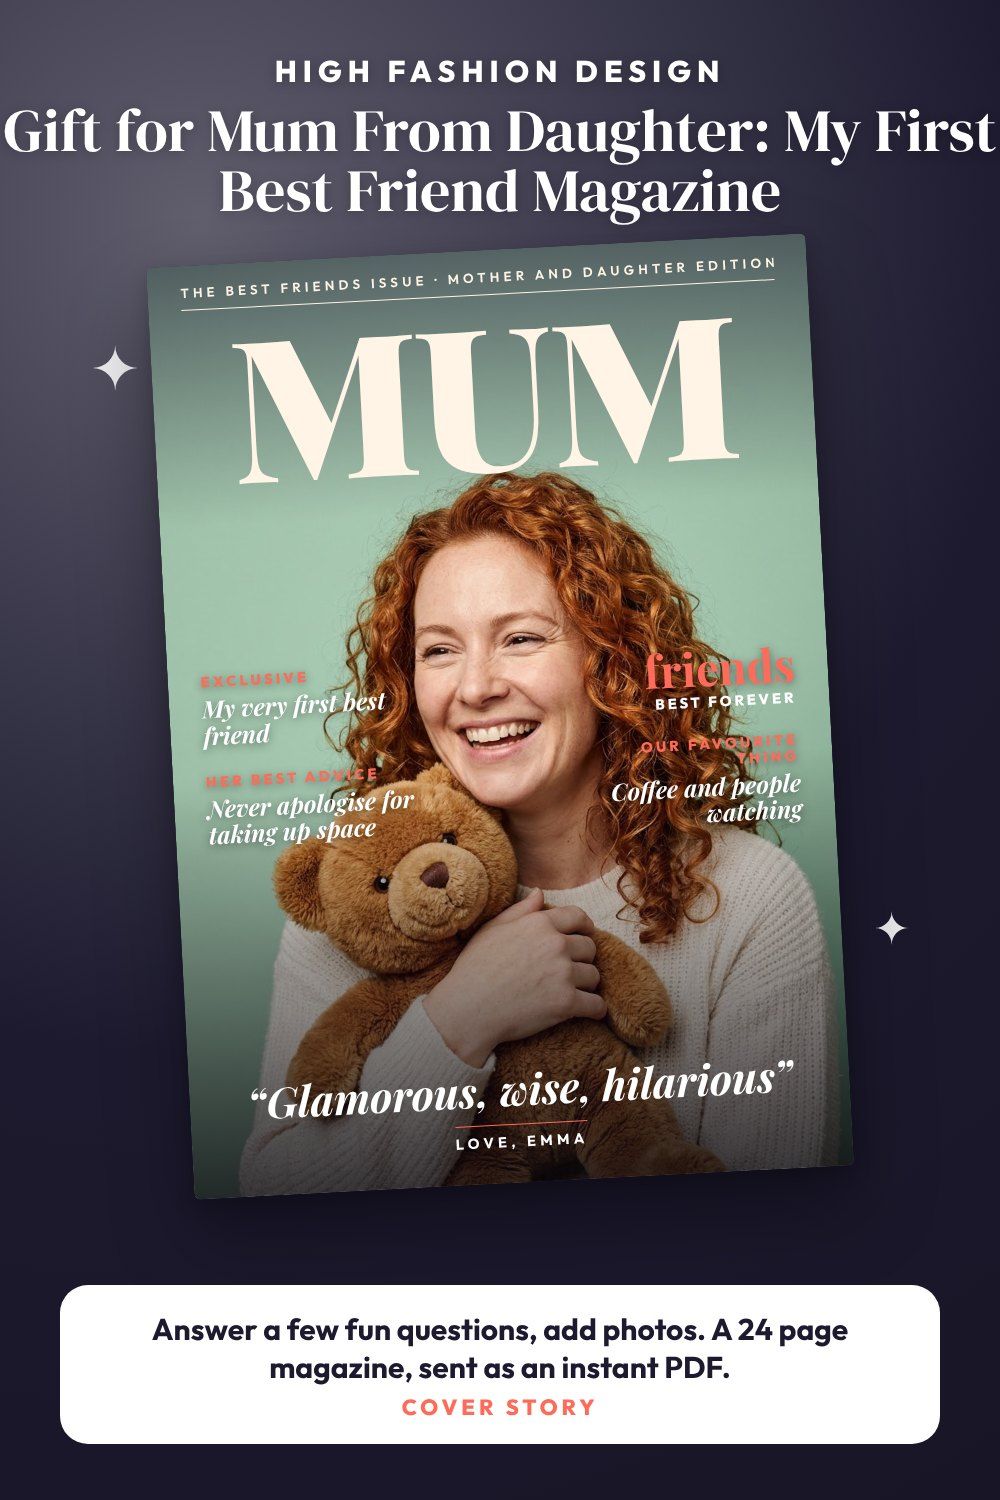 HIGH FASHION DESIGN
Gift for Mum From Daughter: My First
Best Friend Magazine
THE BEST FRIENDS ISSUE · MOTHER AND DAUGHTER EDITION
MUM
EXCLUSIVE
My very first best
friend
HER BEST ADVICE
Never apologise for
taking up space
friends
BEST FOREVER
OUR FAVOURITE
THING
Coffee and people
watching
“Glamorous, wise, hilarious”
LOVE, EMMA
Answer a few fun questions, add photos. A 24 page
magazine, sent as an instant PDF.
COVER STORY